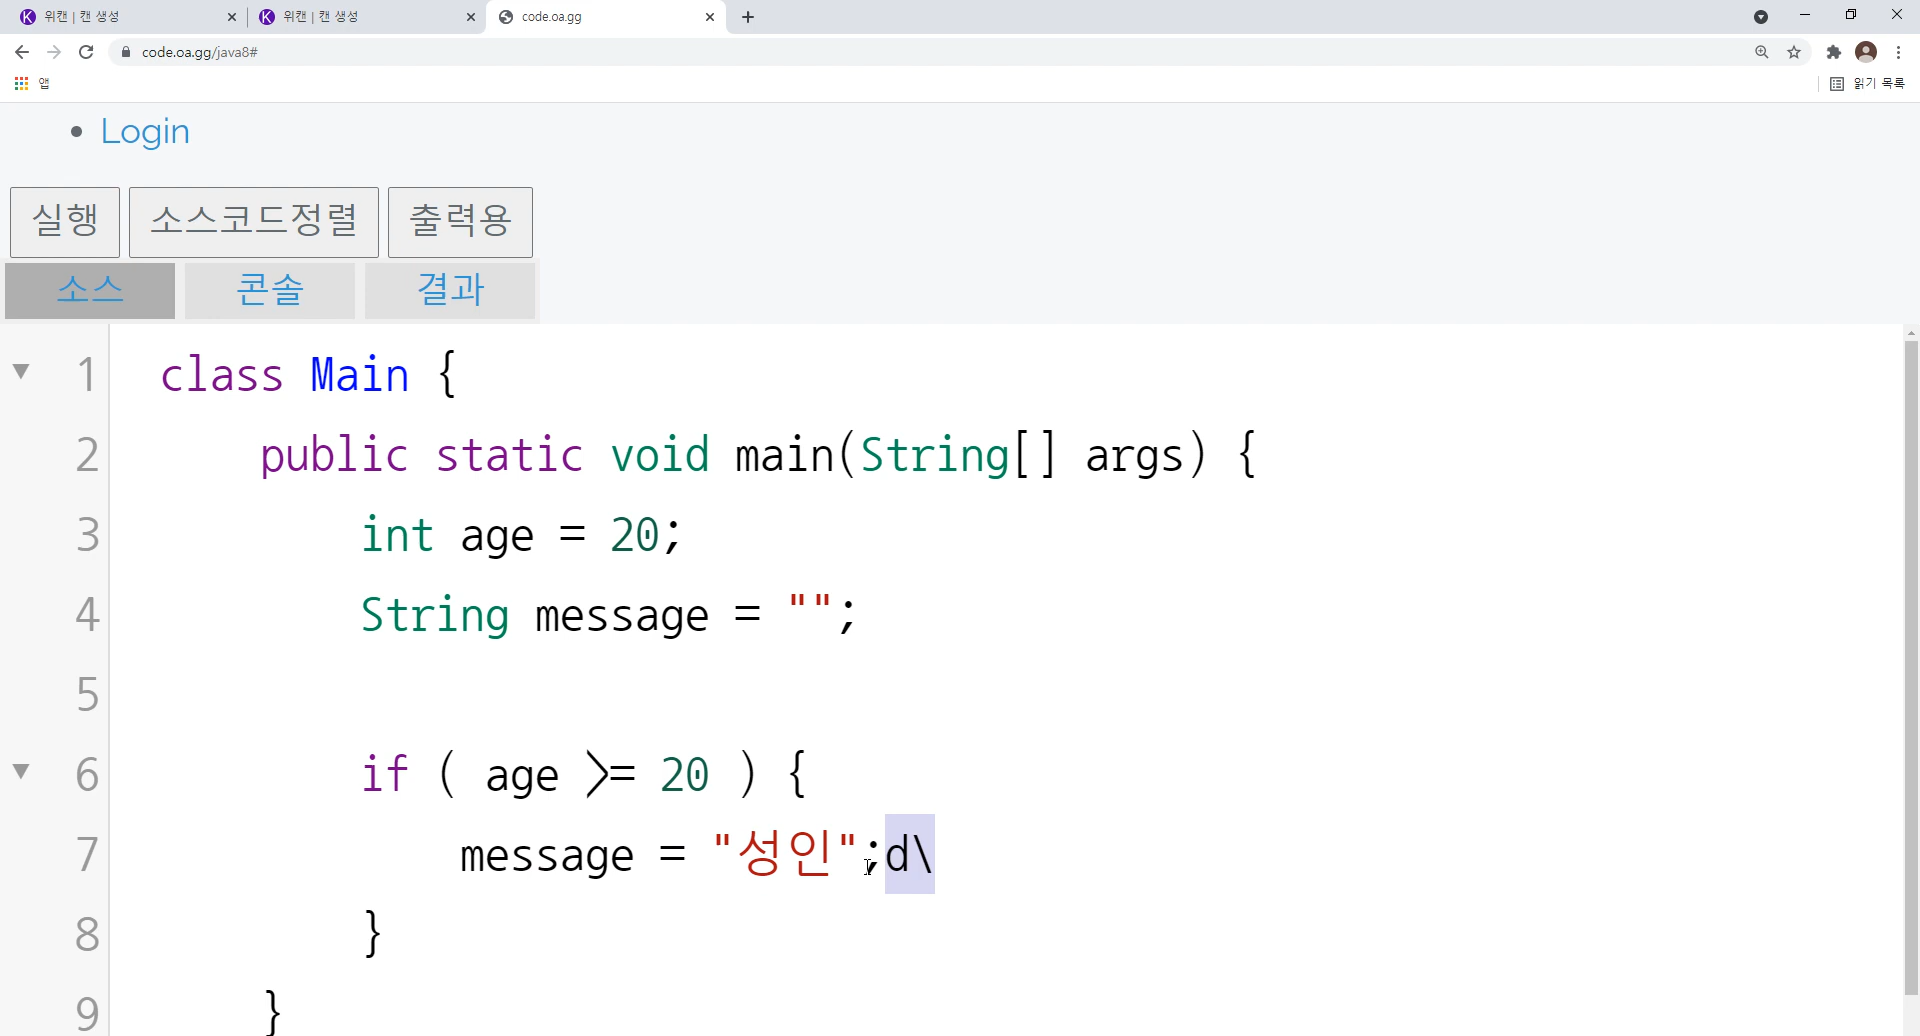 위캔 | 캔 생성
위캔 | 캔 생성
code.oa.gg
code.oa.gg/java8#
앱
읽기 목록
Login
실행 소스코드정렬 출력용
소스 콘솔 결과
1 class Main {
2 public static void main(String[] args) {
3 int age = 20;
4 String message = "";
5
6 if ( age >= 20 ) {
7 message = "성인";d\
8 }
9 }